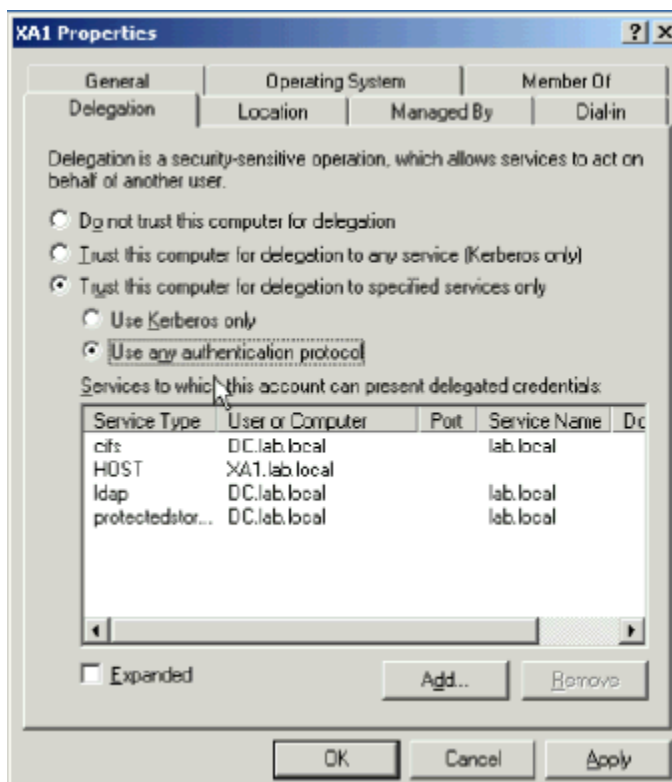 XA1 Properties
General Operating System Member Of
Delegation Location Managed By Dial-in
Delegation is a security-sensitive operation, which allows services to act on
behalf of another user.
Do not trust this computer for delegation
Trust this computer for delegation to any service (Kerberos only)
Trust this computer for delegation to specified services only
Use Kerberos only
Use any authentication protocol
Services to which this account can present delegated credentials:
Service Type User or Computer Port Service Name Dc
cifs DC.lab.local lab.local
HOST XA1.lab.local
ldap DC.lab.local lab.local
protectedstor... DC.lab.local lab.local
Expanded Add... Remove
OK Cancel Apply